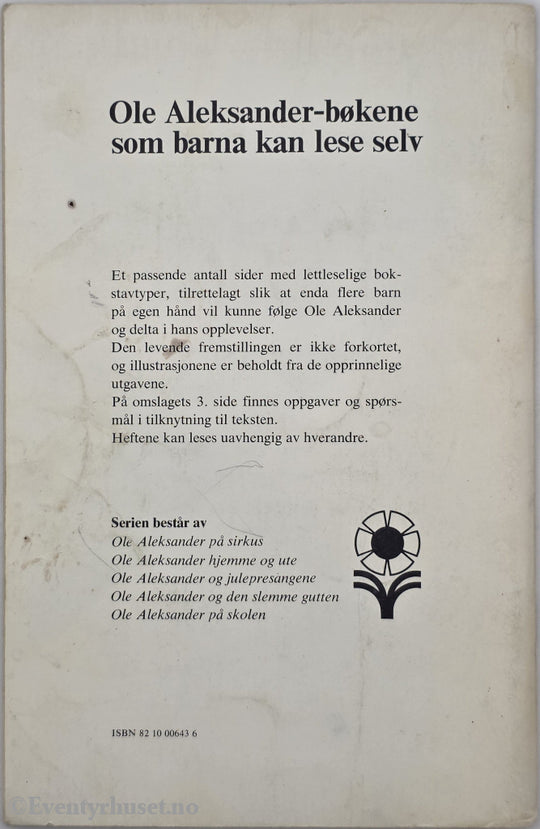 Ole Aleksander-bøkene
som barna kan lese selv
Et passende antall sider med lettleselige bok-
stavtyper, tilrettelagt slik at enda flere barn
på egen hånd vil kunne følge Ole Aleksander
og delta i hans opplevelser.
Den levende fremstillingen er ikke forkortet,
og illustrasjonene er beholdt fra de opprinnelige
utgavene.
På omslagets 3. side finnes oppgaver og spørs-
mål i tilknytning til teksten.
Heftene kan leses uavhengig av hverandre.
Serien består av
Ole Aleksander på sirkus
Ole Aleksander hjemme og ute
Ole Aleksander og julepresangene
Ole Aleksander og den slemme gutten
Ole Aleksander på skolen
ISBN 82 10 00643 6
©Eventyrhuset.no